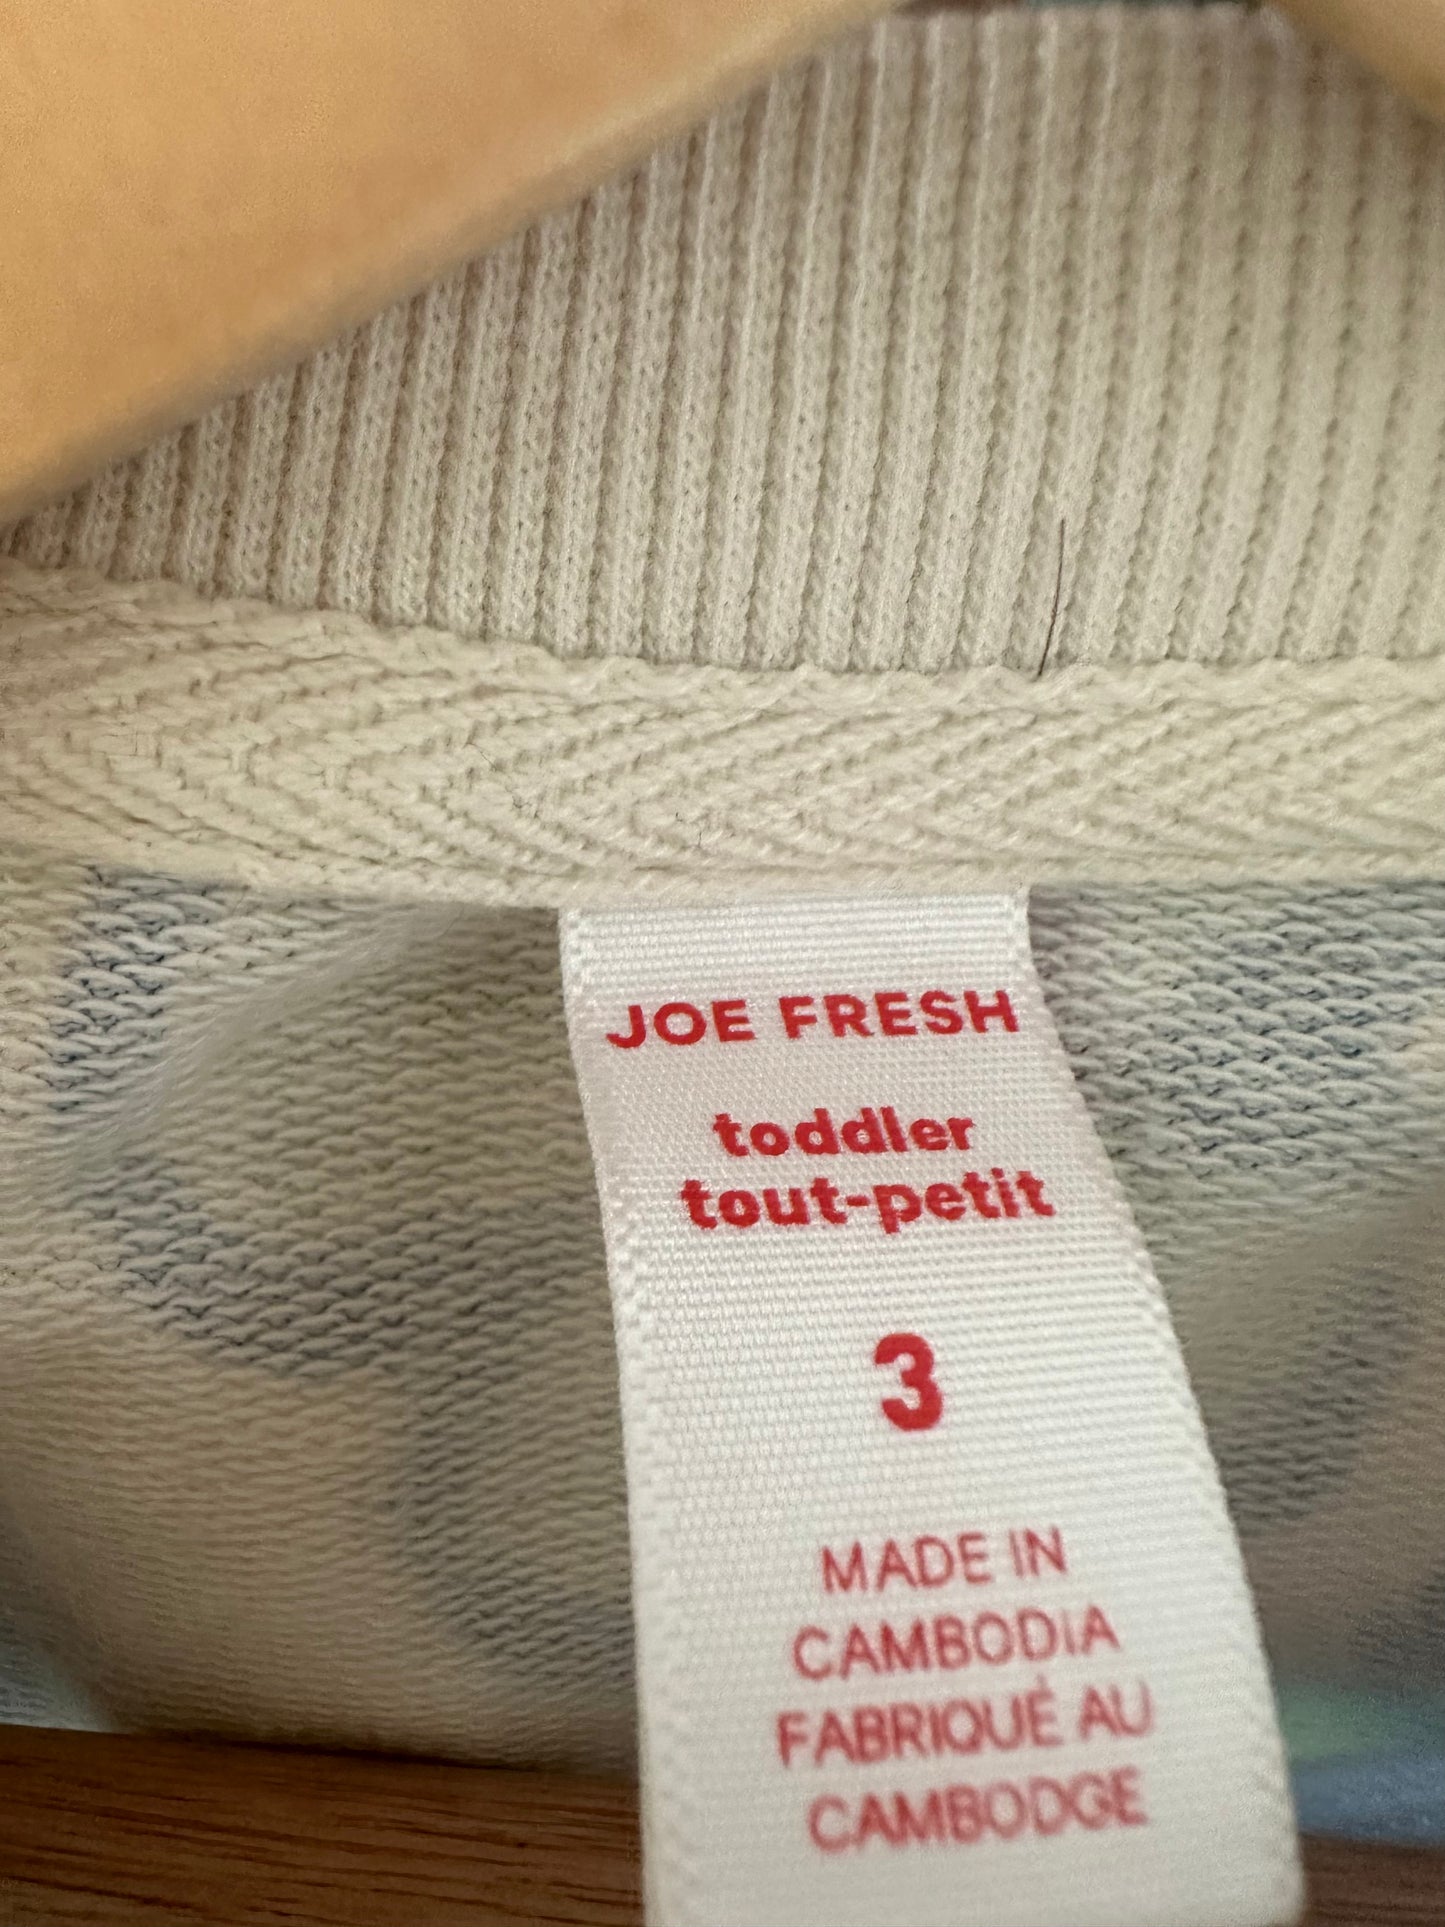 JOE FRESH
toddler
tout-petit
3
MADE IN
CAMBODIA
FABRIQUÉ AU
CAMBODGE